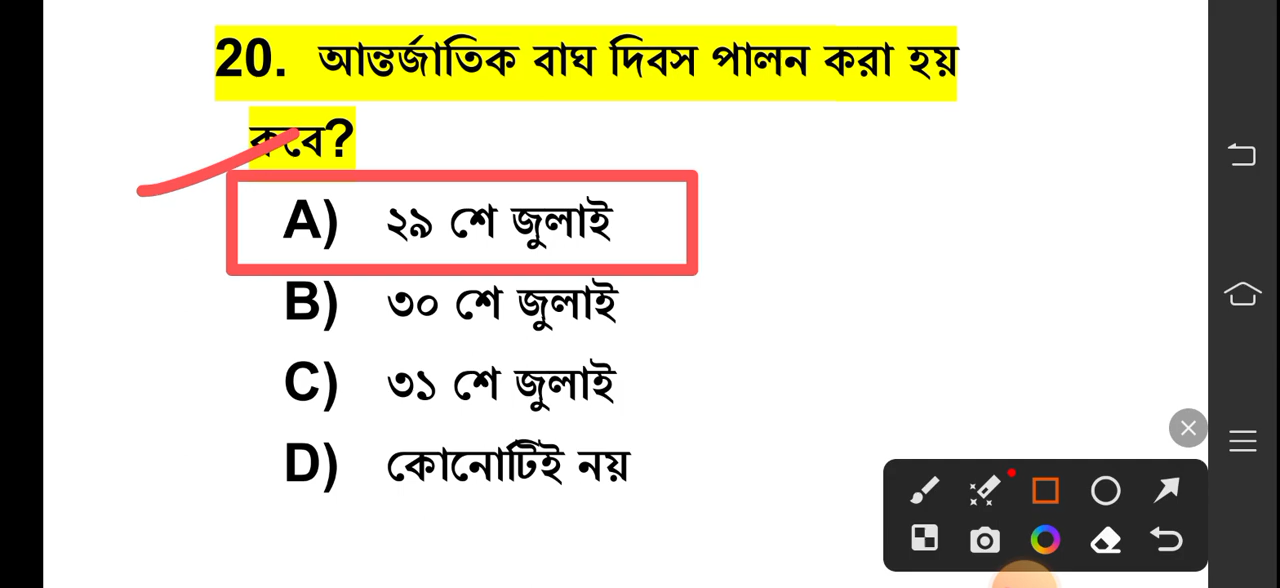 20. আন্তর্জাতিক বাঘ দিবস পালন করা হয়
কবে?
A) ২৯ শে জুলাই
B) ৩০ শে জুলাই
C) ৩১ শে জুলাই
D) কোনোটিই নয়